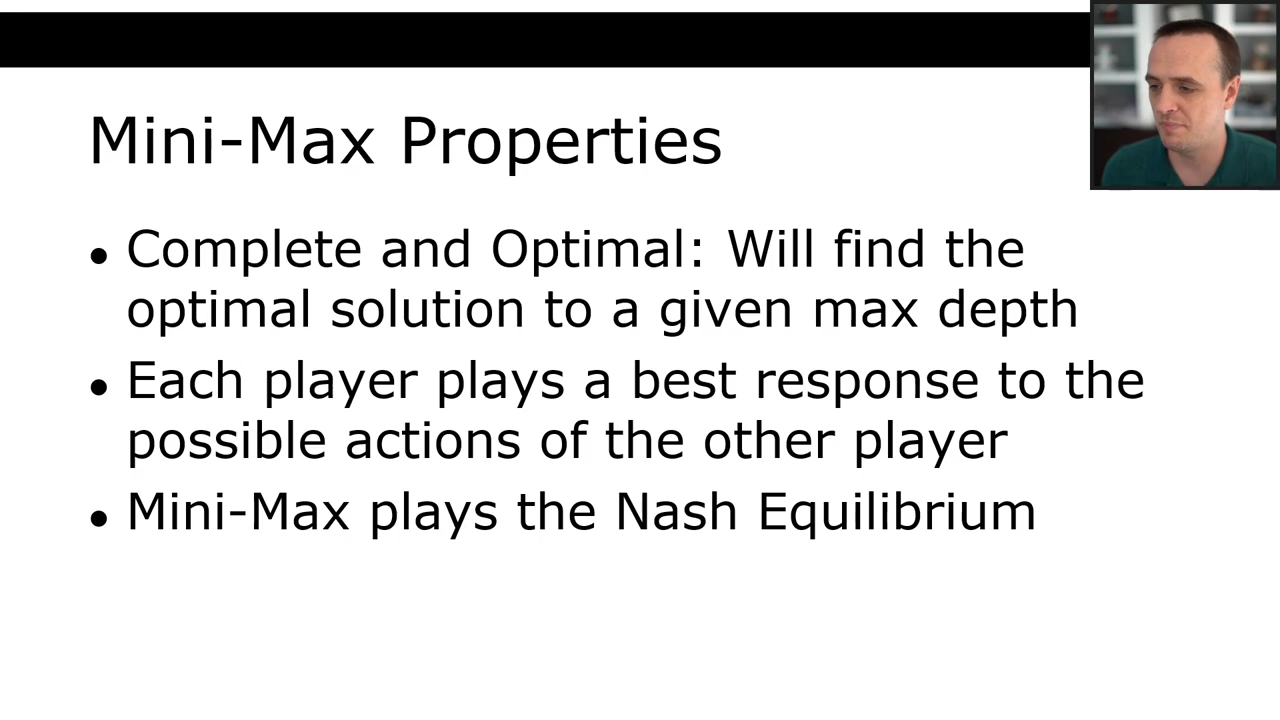 Mini-Max Properties
• Complete and Optimal: Will find the
optimal solution to a given max depth
• Each player plays a best response to the
possible actions of the other player
• Mini-Max plays the Nash Equilibrium